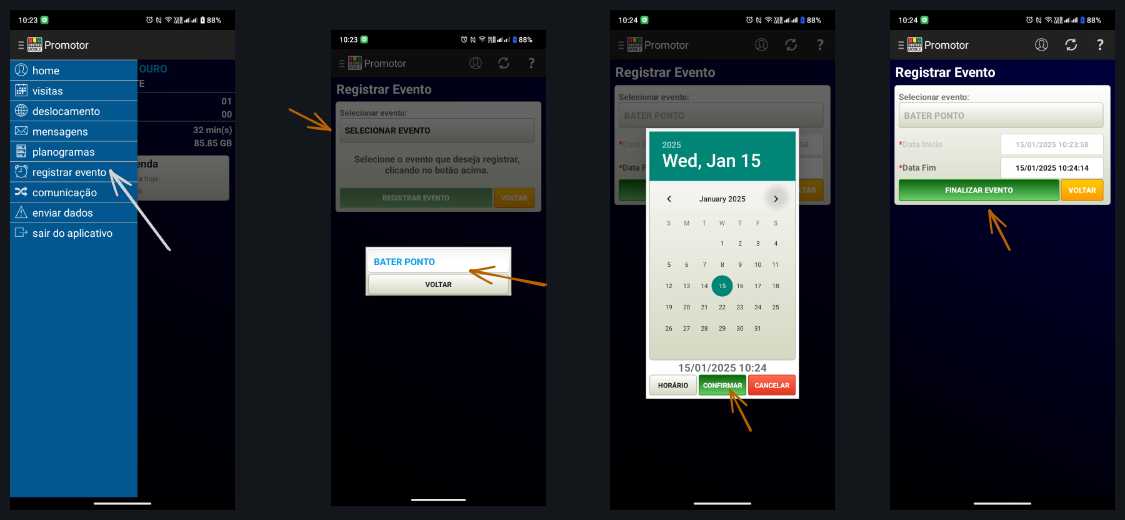 10:23
88%
Promotor
home
visitas
deslocamento
mensagens
planogramas
registrar evento
comunicação
enviar dados
sair do aplicativo
OURO
E
01
00
32 min(s)
85.85 GB
enda
hoje.
10:23
88%
Promotor
?
Registrar Evento
Selecionar evento:
SELECIONAR EVENTO
Selecione o evento que deseja registrar,
clicando no botão acima.
REGISTRAR EVENTO
VOLTAR
BATER PONTO
VOLTAR
10:24
88%
Promotor
?
Registrar Evento
Selecionar evento:
BATER PONTO
*Data In
*Data F
2025
Wed, Jan 15
January 2025
S M T W T F S
1 2 3 4
5 6 7 8 9 10 11
12 13 14 15 16 17 18
19 20 21 22 23 24 25
26 27 28 29 30 31
15/01/2025 10:24
HORÁRIO CONFIRMAR CANCELAR
10:24
88%
Promotor
?
Registrar Evento
Selecionar evento:
BATER PONTO
*Data Início 15/01/2025 10:23:58
*Data Fim 15/01/2025 10:24:14
FINALIZAR EVENTO VOLTAR